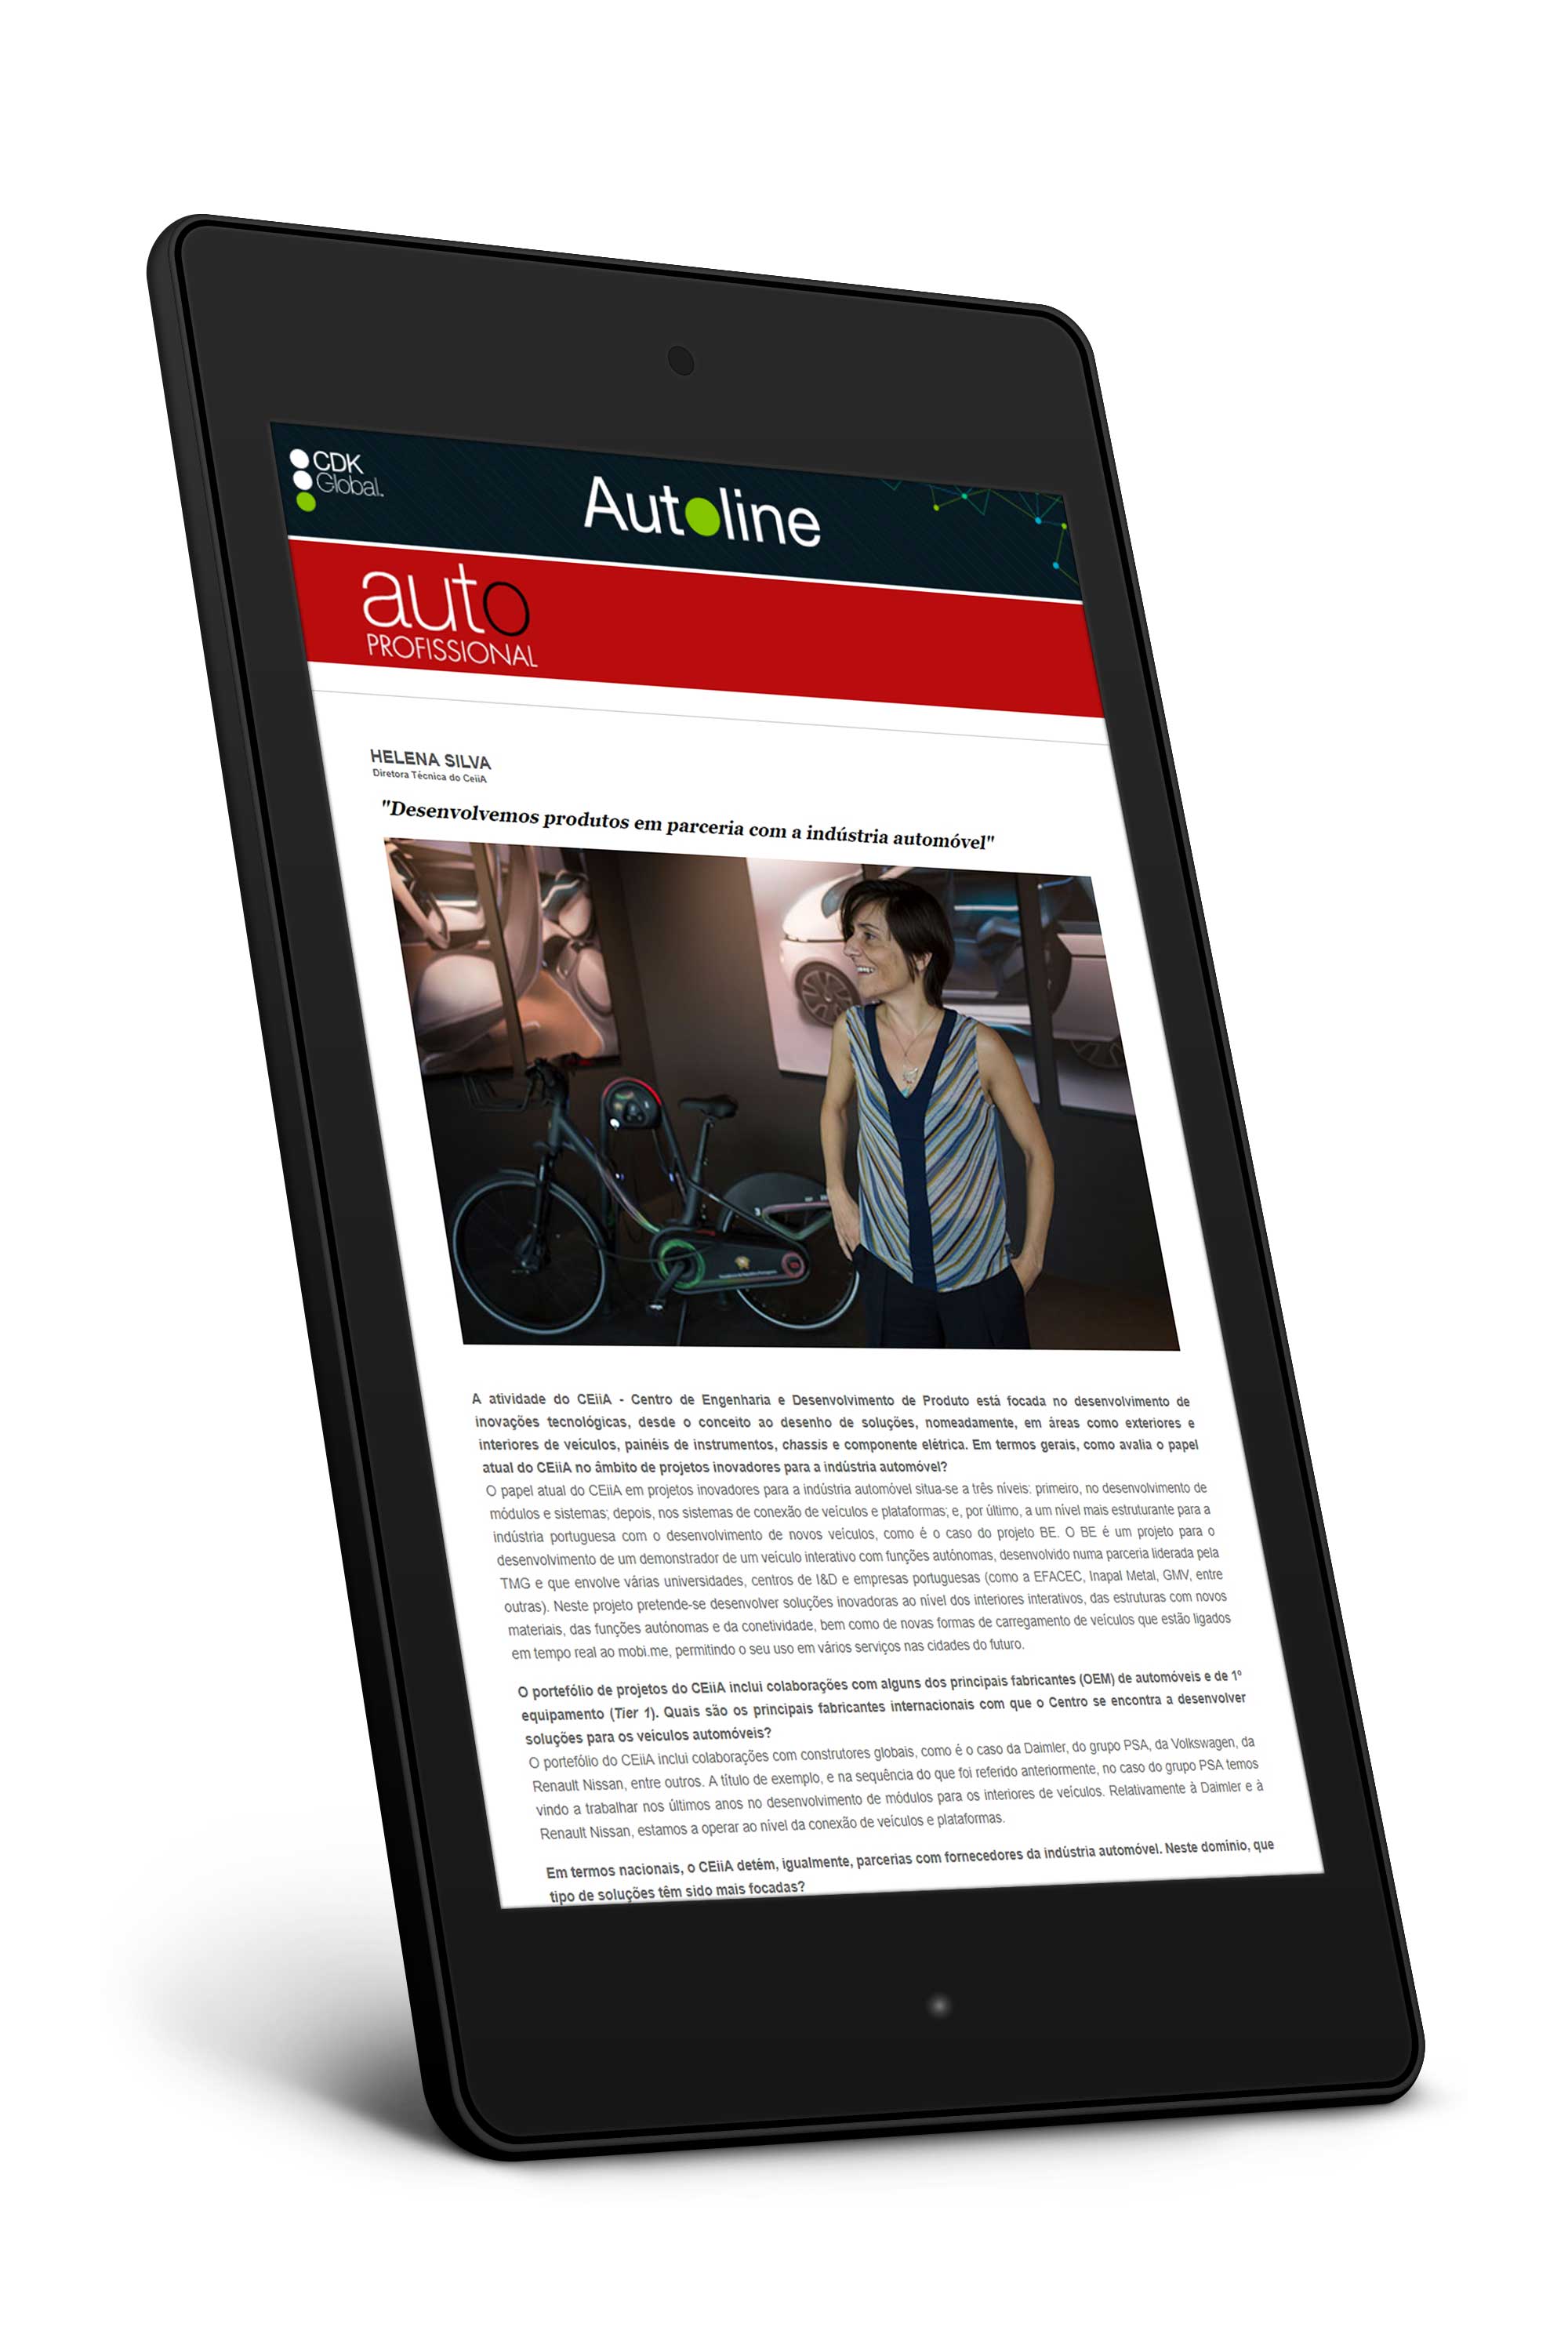 CDK
Global.
Autoline
auto
PROFISSIONAL
HELENA SILVA
Diretora Técnica do CeiiA
"Desenvolvemos produtos em parceria com a indústria automóvel"
A atividade do CEiiA - Centro de Engenharia e Desenvolvimento de Produto está focada no desenvolvimento de
inovações tecnológicas, desde o conceito ao desenho de soluções, nomeadamente, em áreas como exteriores e
interiores de veículos, painéis de instrumentos, chassis e componente elétrica. Em termos gerais, como avalia o papel
atual do CEiiA no âmbito de projetos inovadores para a indústria automóvel?
O papel atual do CEiiA em projetos inovadores para a indústria automóvel situa-se a três níveis: primeiro, no desenvolvimento de
módulos e sistemas; depois, nos sistemas de conexão de veículos e plataformas; e, por último, a um nível mais estruturante para a
indústria portuguesa com o desenvolvimento de novos veículos, como é o caso do projeto BE. O BE é um projeto para o
desenvolvimento de um demonstrador de um veículo interativo com funções autónomas, desenvolvido numa parceria liderada pela
TMG e que envolve várias universidades, centros de I&D e empresas portuguesas (como a EFACEC, Inapal Metal, GMV, entre
outras). Neste projeto pretende-se desenvolver soluções inovadoras ao nível dos interiores interativos, das estruturas com novos
materiais, das funções autónomas e da conetividade, bem como de novas formas de carregamento de veículos que estão ligados
em tempo real ao mobi.me, permitindo o seu uso em vários serviços nas cidades do futuro.
O portefólio de projetos do CEiiA inclui colaborações com alguns dos principais fabricantes (OEM) de automóveis e de 1º
equipamento (Tier 1). Quais são os principais fabricantes internacionais com que o Centro se encontra a desenvolver
soluções para os veículos automóveis?
O portefólio do CEiiA inclui colaborações com construtores globais, como é o caso da Daimler, do grupo PSA, da Volkswagen, da
Renault Nissan, entre outros. A título de exemplo, e na sequência do que foi referido anteriormente, no caso do grupo PSA temos
vindo a trabalhar nos últimos anos no desenvolvimento de módulos para os interiores de veículos. Relativamente à Daimler e à
Renault Nissan, estamos a operar ao nível da conexão de veículos e plataformas.
Em termos nacionais, o CEiiA detém, igualmente, parcerias com fornecedores da indústria automóvel. Neste domínio, que
tipo de soluções têm sido mais focadas?